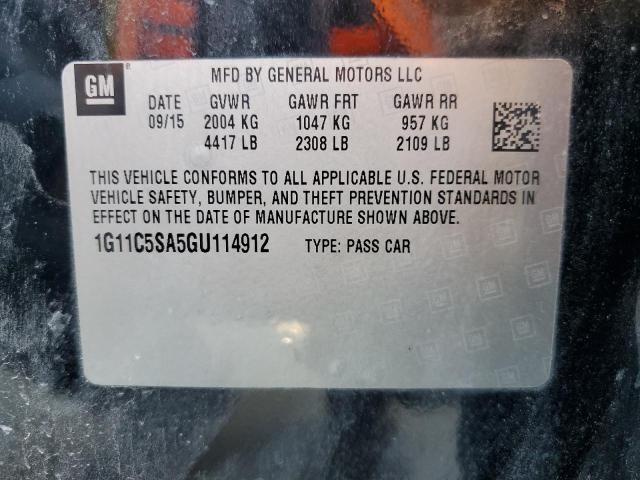 GM ® MFD BY GENERAL MOTORS LLC
DATE GVWR GAWR FRT GAWR RR
09/15 2004 KG 1047 KG 957 KG
4417 LB 2308 LB 2109 LB
THIS VEHICLE CONFORMS TO ALL APPLICABLE U.S. FEDERAL MOTOR
VEHICLE SAFETY, BUMPER, AND THEFT PREVENTION STANDARDS IN
EFFECT ON THE DATE OF MANUFACTURE SHOWN ABOVE.
1G11C5SA5GU114912 TYPE: PASS CAR